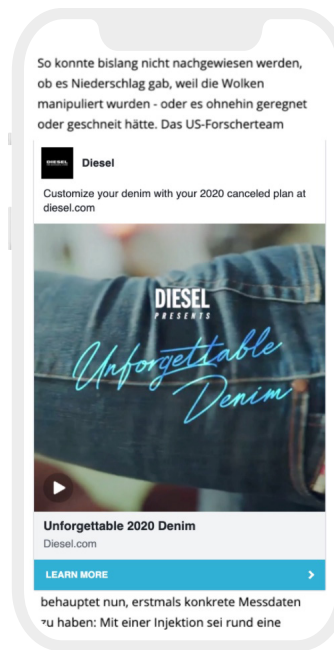 So konnte bislang nicht nachgewiesen werden,
ob es Niederschlag gab, weil die Wolken
manipuliert wurden - oder es ohnehin geregnet
oder geschneit hätte. Das US-Forscherteam
DIESEL
Diesel
Customize your denim with your 2020 canceled plan at
diesel.com
DIESEL
PRESENTS
Unforgettable
Denim
Unforgettable 2020 Denim
Diesel.com
LEARN MORE
behauptet nun, erstmals konkrete Messdaten
zu haben: Mit einer Injektion sei rund eine